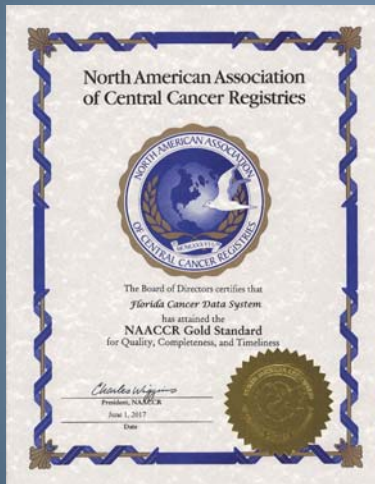 North American Association
of Central Cancer Registries
NORTH AMERICAN ASSOCIATION
OF CENTRAL CANCER REGISTRIES
The Board of Directors certifies that
Florida Cancer Data System
has attained the
NAACCR Gold Standard
for Quality, Completeness, and Timeliness
Charles Wiggins
President, NAACCR
June 1, 2017
Date